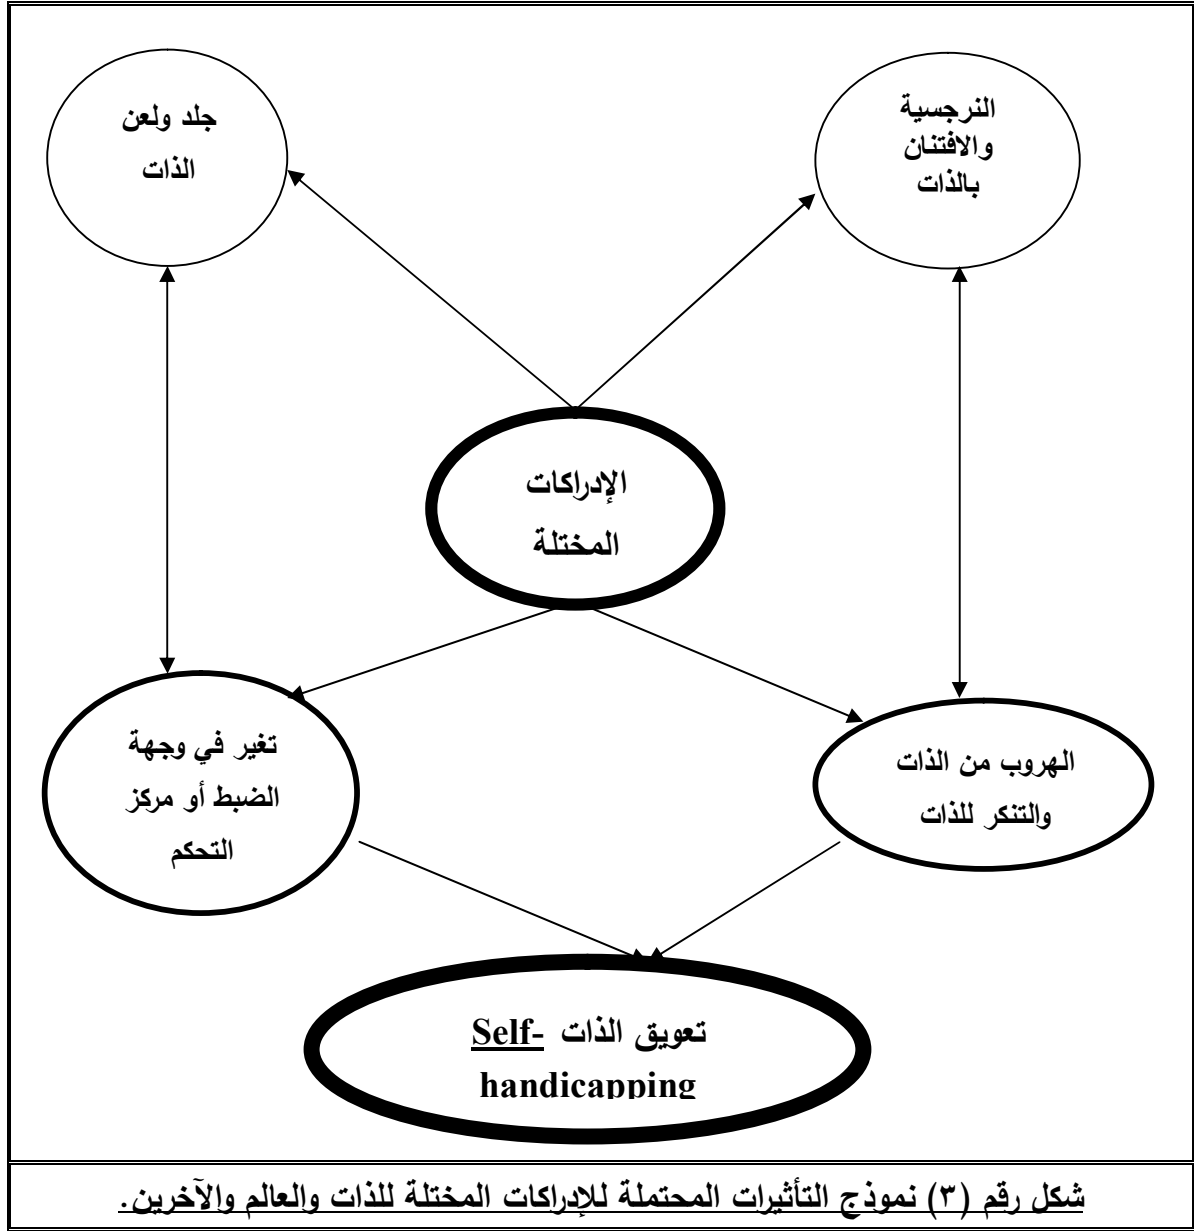 النرجسية
والافتنان
بالذات
جلد ولعن
الذات
الإدراكات
المختلة
الهروب من الذات
والتنكر للذات
تغير في وجهة
الضبط أو مركز
التحكم
تعويق الذات Self-
handicapping
شكل رقم (٣) نموذج التأثيرات المحتملة للإدراكات المختلة للذات والعالم والآخرين.